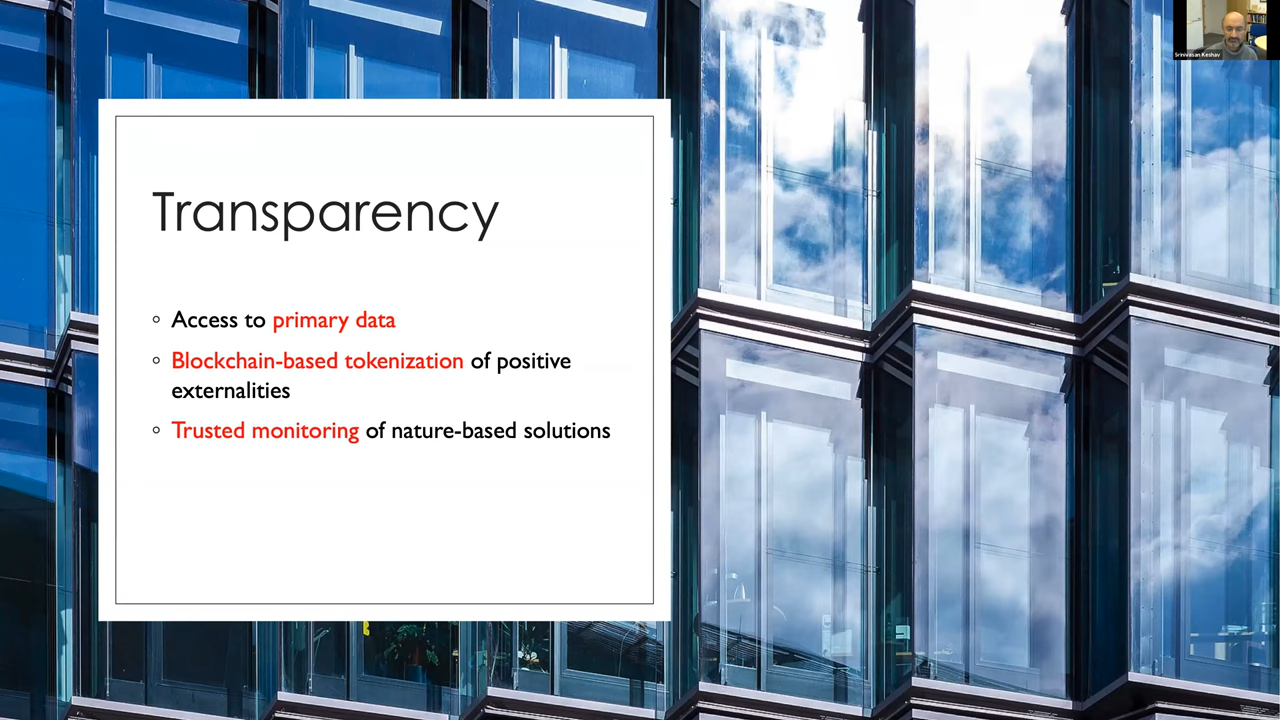 Srinivasan Keshav
Transparency
Access to primary data
Blockchain-based tokenization of positive
externalities
Trusted monitoring of nature-based solutions